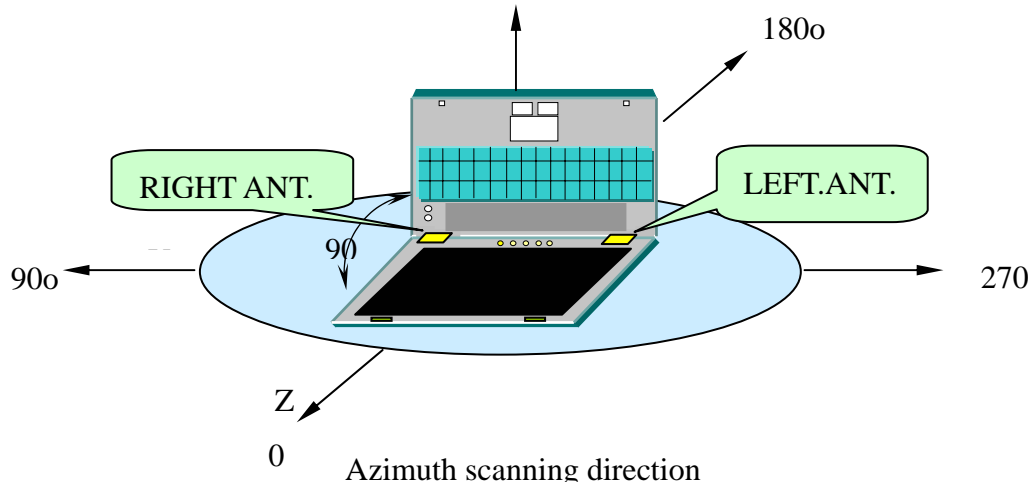 180o
RIGHT ANT.
LEFT.ANT.
90
90o
270
Z
0
Azimuth scanning direction